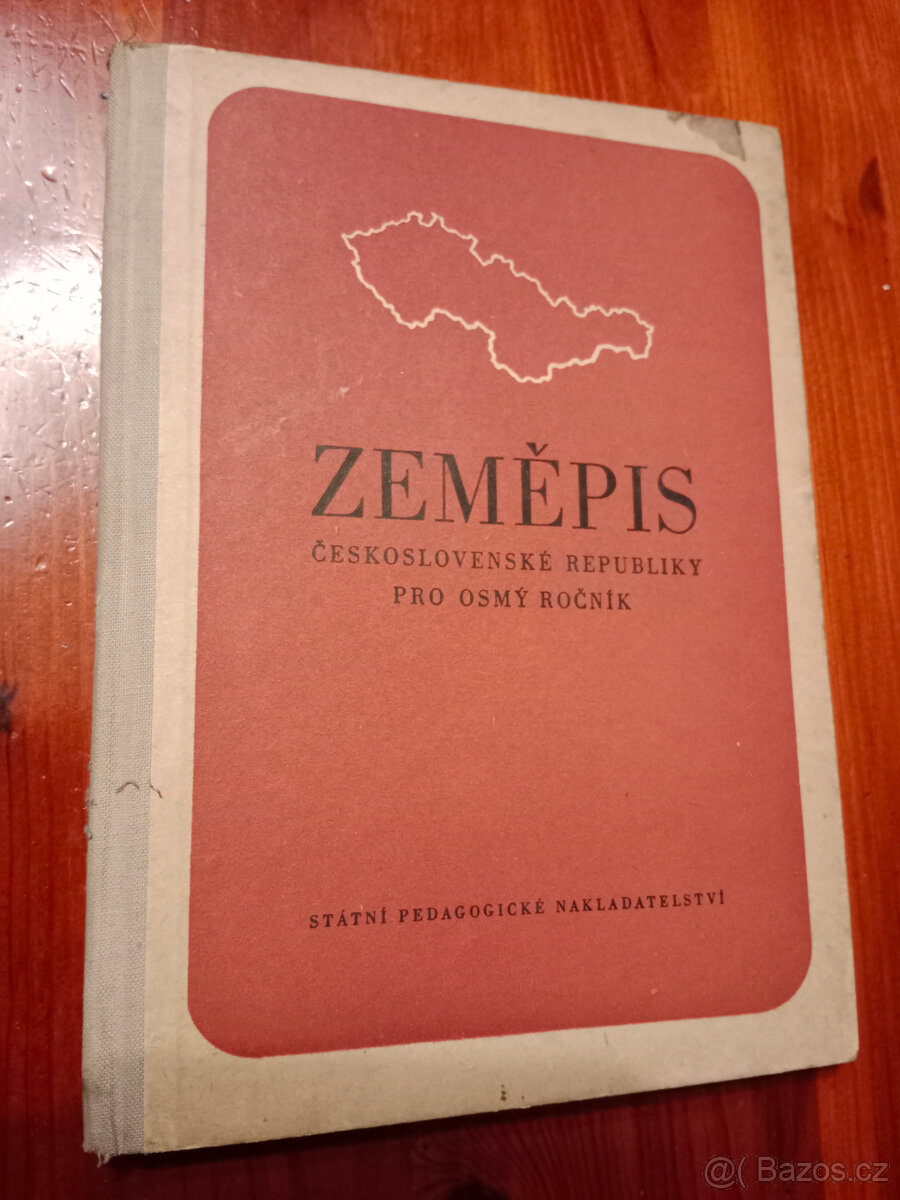 ZEMĚPIS
ČESKOSLOVENSKÉ REPUBLIKY
PRO OSMÝ ROČNÍK
STÁTNÍ PEDAGOGICKÉ NAKLADATELSTVÍ
@( Bazos.cz